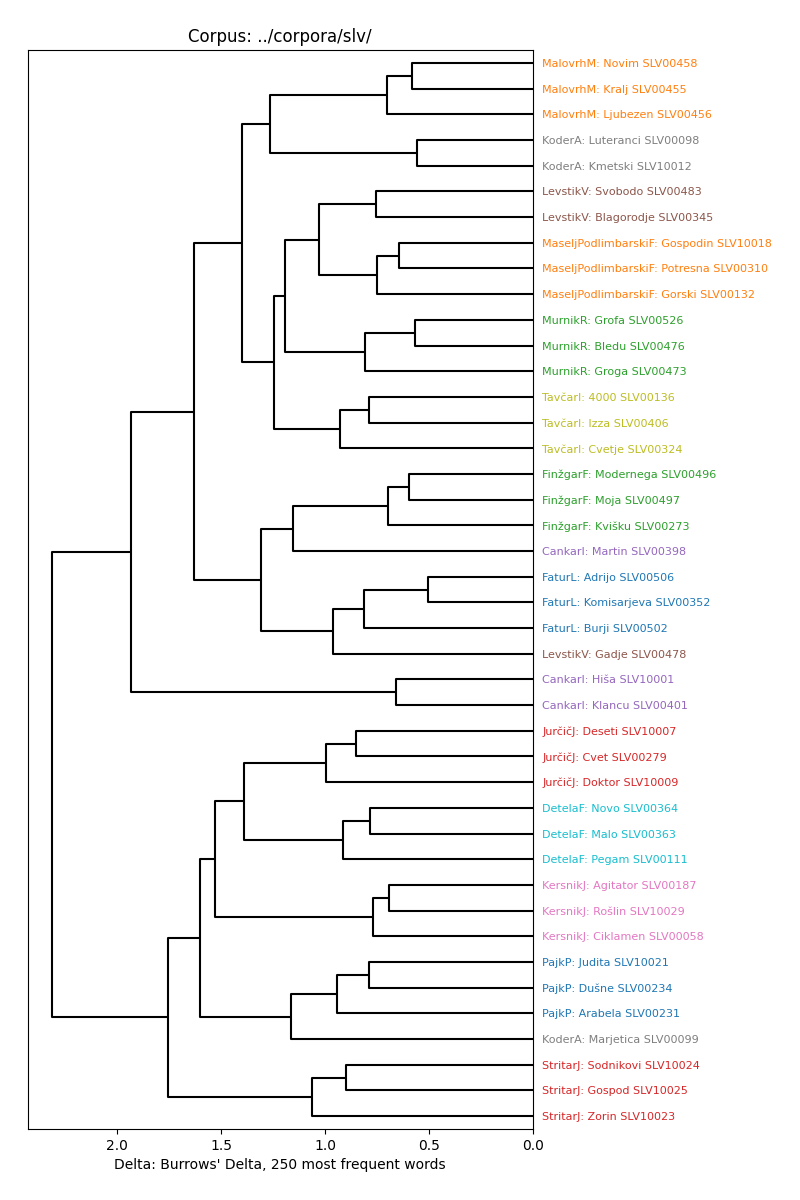 Corpus: ../corpora/slv/
MalovrhM: Novim SLV00458
MalovrhM: Kralj SLV00455
MalovrhM: Ljubezen SLV00456
KoderA: Luteranci SLV00098
KoderA: Kmetski SLV10012
LevstikV: Svobodo SLV00483
LevstikV: Blagorodje SLV00345
MaseljPodlimbarskiF: Gospodin SLV10018
MaseljPodlimbarskiF: Potresna SLV00310
MaseljPodlimbarskiF: Gorski SLV00132
MurnikR: Grofa SLV00526
MurnikR: Bledu SLV00476
MurnikR: Groga SLV00473
TavčarI: 4000 SLV00136
TavčarI: Izza SLV00406
TavčarI: Cvetje SLV00324
FinžgarF: Modernega SLV00496
FinžgarF: Moja SLV00497
FinžgarF: Kvišku SLV00273
CankarI: Martin SLV00398
FaturL: Adrijo SLV00506
FaturL: Komisarjeva SLV00352
FaturL: Burji SLV00502
LevstikV: Gadje SLV00478
CankarI: Hiša SLV10001
CankarI: Klancu SLV00401
JurčičJ: Deseti SLV10007
JurčičJ: Cvet SLV00279
JurčičJ: Doktor SLV10009
DetelaF: Novo SLV00364
DetelaF: Malo SLV00363
DetelaF: Pegam SLV00111
KersnikJ: Agitator SLV00187
KersnikJ: Rošlin SLV10029
KersnikJ: Ciklamen SLV00058
PajkP: Judita SLV10021
PajkP: Dušne SLV00234
PajkP: Arabela SLV00231
KoderA: Marjetica SLV00099
StritarJ: Sodnikovi SLV10024
StritarJ: Gospod SLV10025
StritarJ: Zorin SLV10023
2.0 1.5 1.0 0.5 0.0
Delta: Burrows' Delta, 250 most frequent words